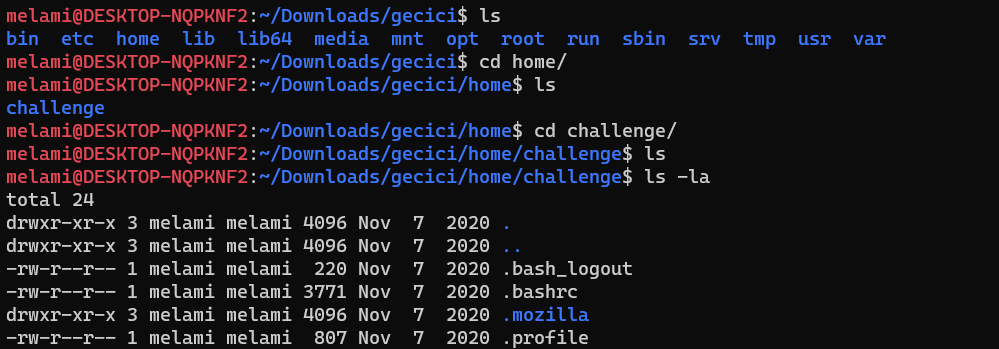 melami@DESKTOP-NQPKNF2:~/Downloads/gecici$ ls
bin  etc  home  lib  lib64  media  mnt  opt  root  run  sbin  srv  tmp  usr  var
melami@DESKTOP-NQPKNF2:~/Downloads/gecici$ cd home/
melami@DESKTOP-NQPKNF2:~/Downloads/gecici/home$ ls
challenge
melami@DESKTOP-NQPKNF2:~/Downloads/gecici/home$ cd challenge/
melami@DESKTOP-NQPKNF2:~/Downloads/gecici/home/challenge$ ls
melami@DESKTOP-NQPKNF2:~/Downloads/gecici/home/challenge$ ls -la
total 24
drwxr-xr-x 3 melami melami 4096 Nov  7  2020 .
drwxr-xr-x 3 melami melami 4096 Nov  7  2020 ..
-rw-r--r-- 1 melami melami  220 Nov  7  2020 .bash_logout
-rw-r--r-- 1 melami melami 3771 Nov  7  2020 .bashrc
drwxr-xr-x 3 melami melami 4096 Nov  7  2020 .mozilla
-rw-r--r-- 1 melami melami  807 Nov  7  2020 .profile